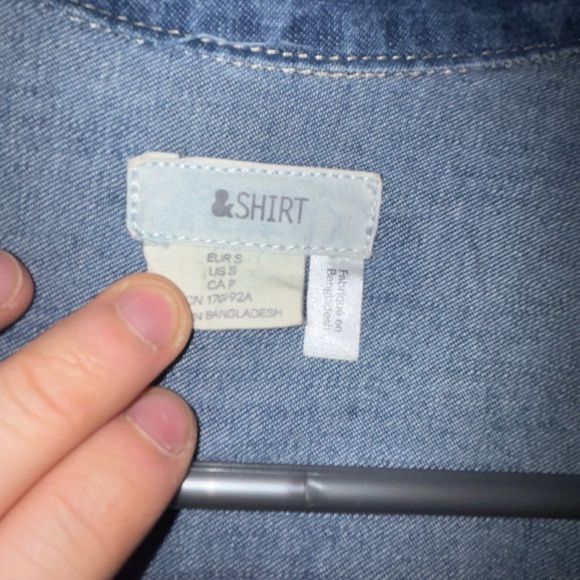 &SHIRT
EUR S
US S
CA P
CN 170/92A
N BANGLADESH
Fabriqué en
Bangladesh